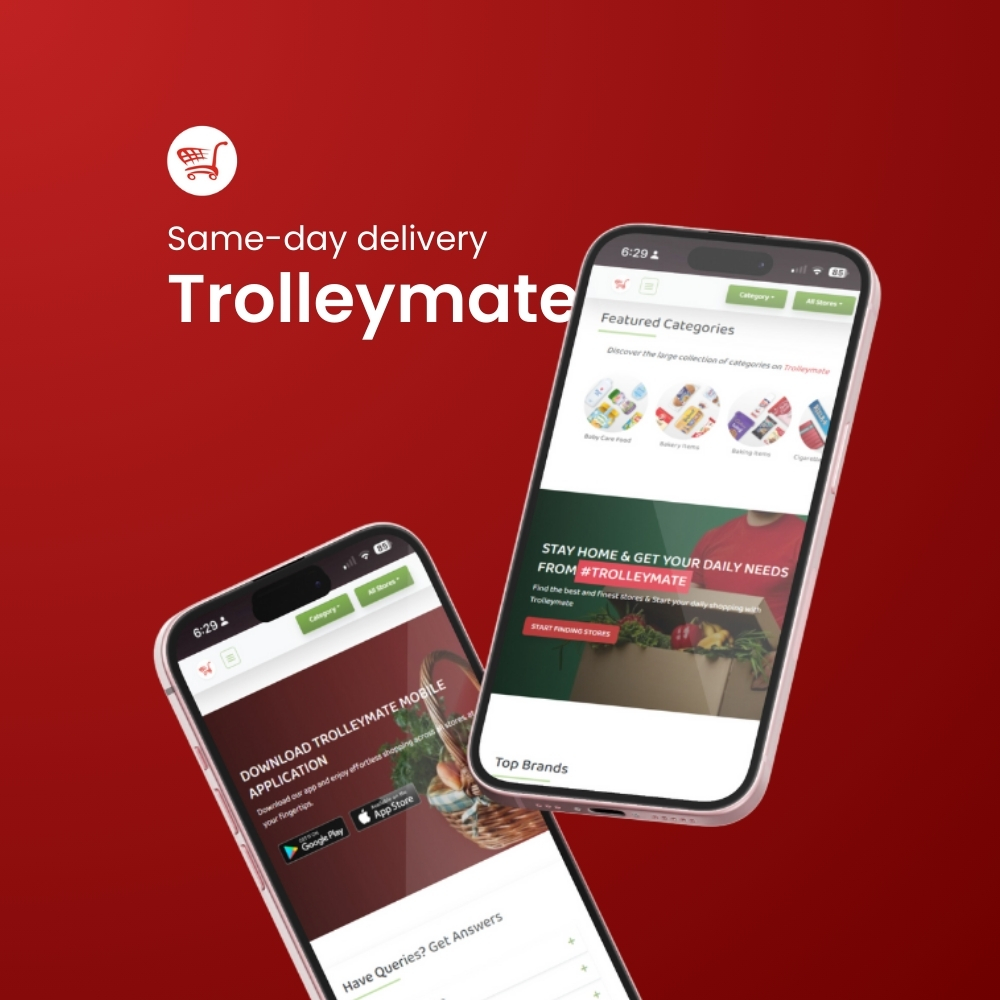 Same-day delivery
Trolleymate
6:29
85
Category
All Stores
Featured Categories
Discover the large collection of categories on Trolleymate
Baby Care Food
Bakery Items
Baking Items
STAY HOME & GET YOUR DAILY NEEDS
FROM #TROLLEYMATE
Find the best and finest stores & Start your daily shopping with
Trolleymate
START FINDING STORES
Top Brands
6:29
85
Category
All Stores
DOWNLOAD TROLLEYMATE MOBILE
APPLICATION
Download our app and enjoy effortless shopping across stores, at
your fingertips.
GET IT ON
Google Play
Available on the
App Store
Have Queries? Get Answers